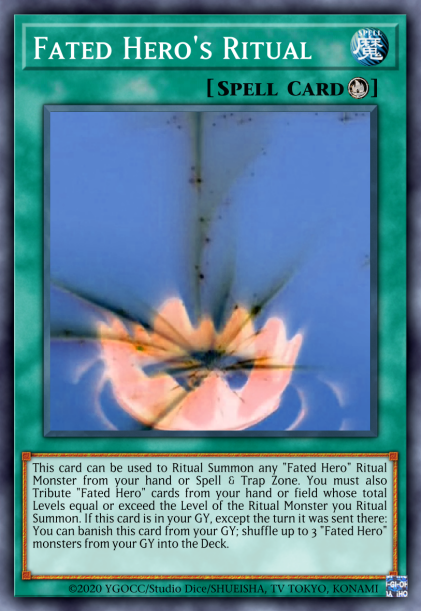 FATED HERO'S RITUAL
SPELL
魔
[SPELL CARD]
This card can be used to Ritual Summon any "Fated Hero" Ritual
Monster from your hand or Spell & Trap Zone. You must also
Tribute "Fated Hero" cards from your hand or field whose total
Levels equal or exceed the Level of the Ritual Monster you Ritual
Summon. If this card is in your GY, except the turn it was sent there:
You can banish this card from your GY; shuffle up to 3 "Fated Hero"
monsters from your GY into the Deck.
©2020 YGOCC/Studio Dice/SHUEISHA, TV TOKYO, KONAMI